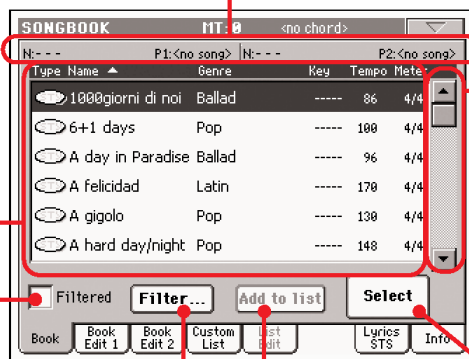 SONGBOOK MT:0 <no chord>
N:--- P1:<no song> N:--- P2:<no song>
Type Name Genre Key Tempo Meter
1000giorni di noi Ballad ----- 86 4/4
6+1 days Pop ----- 100 4/4
A day in Paradise Ballad ----- 96 4/4
A felicidad Latin ----- 170 4/4
A gigolo Pop ----- 130 4/4
A hard day/night Pop ----- 148 4/4
Filtered Filter... Add to list Select
Book Book Edit 1 Book Edit 2 Custom List List Edit Lyrics STS Info